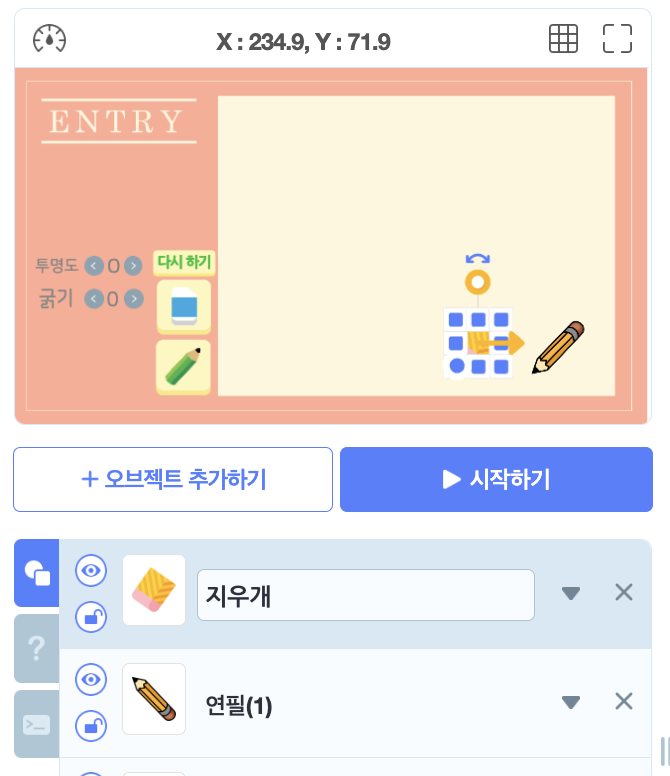 X : 234.9, Y : 71.9
ENTRY
투명도 < 0 >
다시 하기
굵기 < 0 >
+ 오브젝트 추가하기
▶ 시작하기
지우개
?
연필(1)
>_